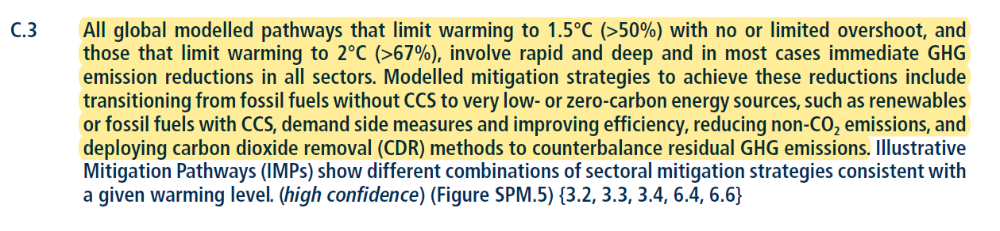 C.3 All global modelled pathways that limit warming to 1.5°C (>50%) with no or limited overshoot, and
those that limit warming to 2°C (>67%), involve rapid and deep and in most cases immediate GHG
emission reductions in all sectors. Modelled mitigation strategies to achieve these reductions include
transitioning from fossil fuels without CCS to very low- or zero-carbon energy sources, such as renewables
or fossil fuels with CCS, demand side measures and improving efficiency, reducing non-CO₂ emissions, and
deploying carbon dioxide removal (CDR) methods to counterbalance residual GHG emissions. Illustrative
Mitigation Pathways (IMPs) show different combinations of sectoral mitigation strategies consistent with
a given warming level. (high confidence) (Figure SPM.5) {3.2, 3.3, 3.4, 6.4, 6.6}